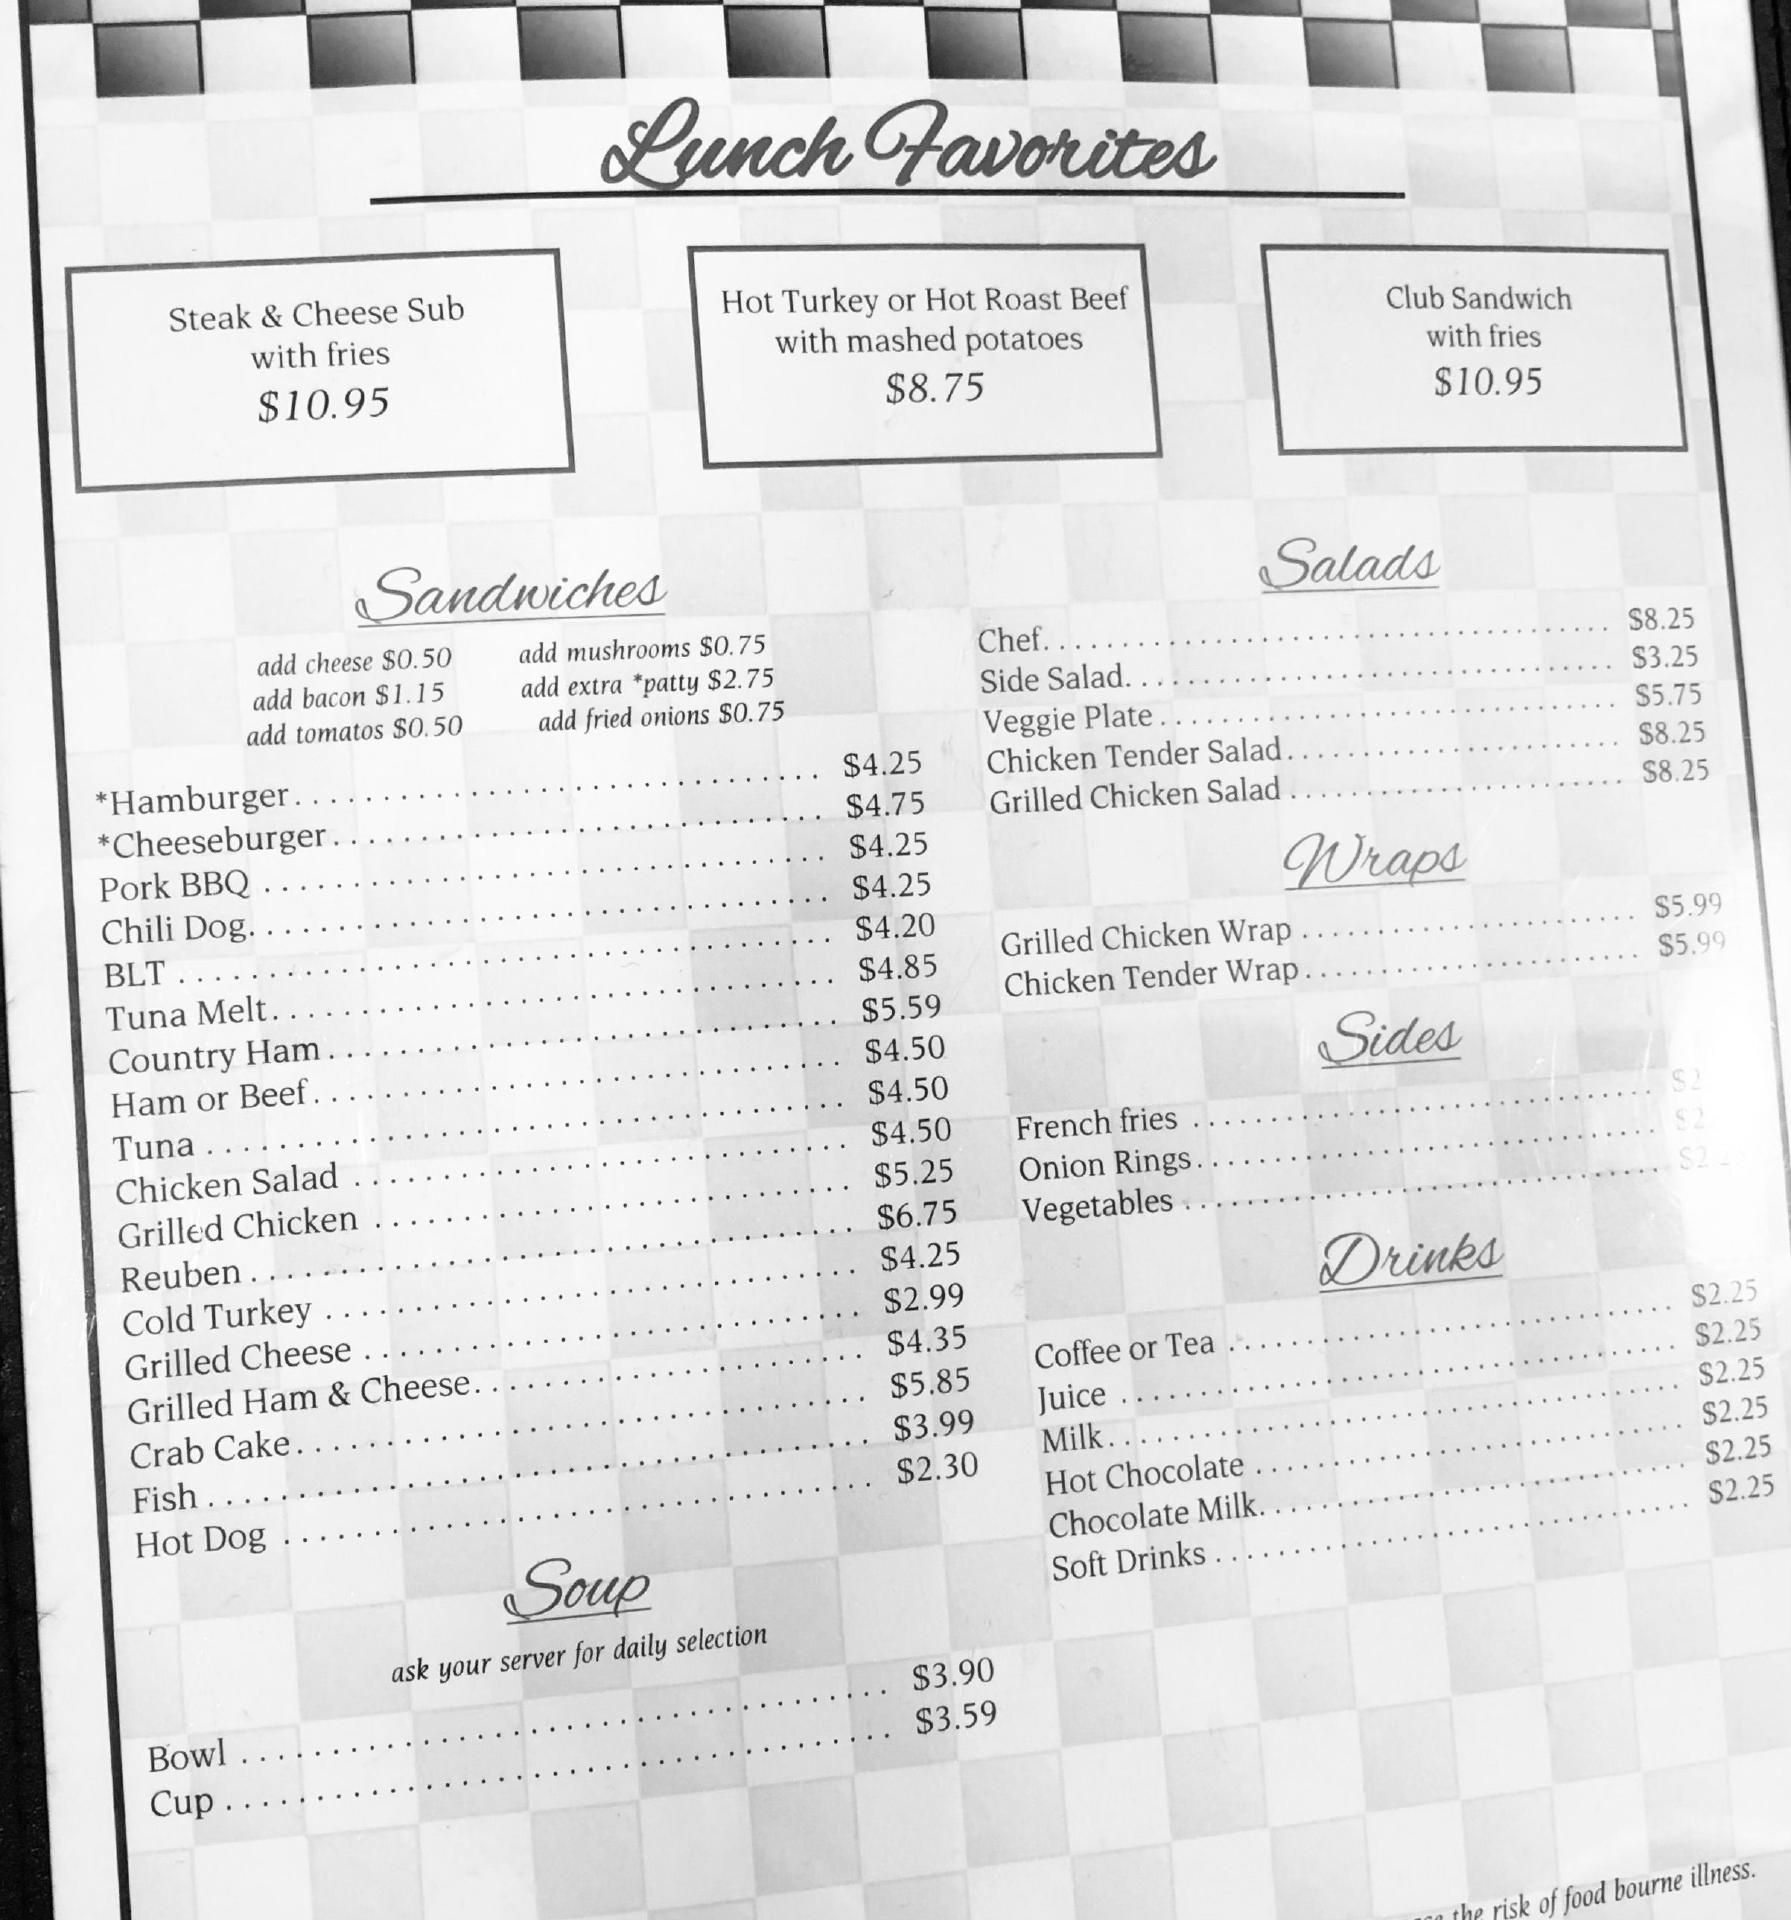 Lunch Favorites
Steak & Cheese Sub
with fries
$10.95
Hot Turkey or Hot Roast Beef
with mashed potatoes
$8.75
Club Sandwich
with fries
$10.95
Sandwiches
add cheese $0.50 add mushrooms $0.75
add bacon $1.15 add extra *patty $2.75
add tomatos $0.50 add fried onions $0.75
*Hamburger $4.25
*Cheeseburger $4.75
Pork BBQ $4.25
Chili Dog $4.25
BLT $4.20
Tuna Melt $4.85
Country Ham $5.59
Ham or Beef $4.50
Tuna $4.50
Chicken Salad $4.50
Grilled Chicken $5.25
Reuben $6.75
Cold Turkey $4.25
Grilled Cheese $2.99
Grilled Ham & Cheese $4.35
Crab Cake $5.85
Fish $3.99
Hot Dog $2.30
Soup
ask your server for daily selection
Bowl $3.90
Cup $3.59
Salads
Chef $8.25
Side Salad $3.25
Veggie Plate $5.75
Chicken Tender Salad $8.25
Grilled Chicken Salad $8.25
Wraps
Grilled Chicken Wrap $5.99
Chicken Tender Wrap $5.99
Sides
French fries
Onion Rings
Vegetables
Drinks
Coffee or Tea $2.25
Juice $2.25
Milk $2.25
Hot Chocolate $2.25
Chocolate Milk $2.25
Soft Drinks $2.25
the risk of food bourne illness.